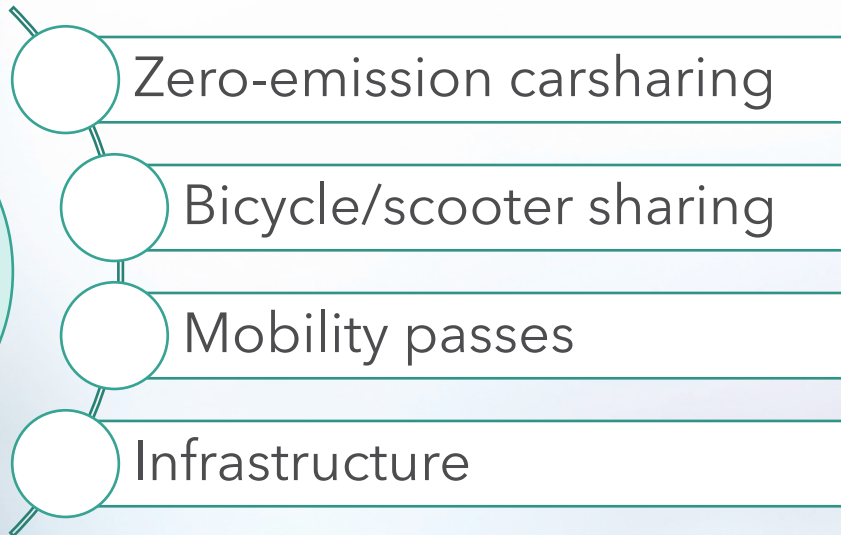 Zero-emission carsharing
Bicycle/scooter sharing
Mobility passes
Infrastructure